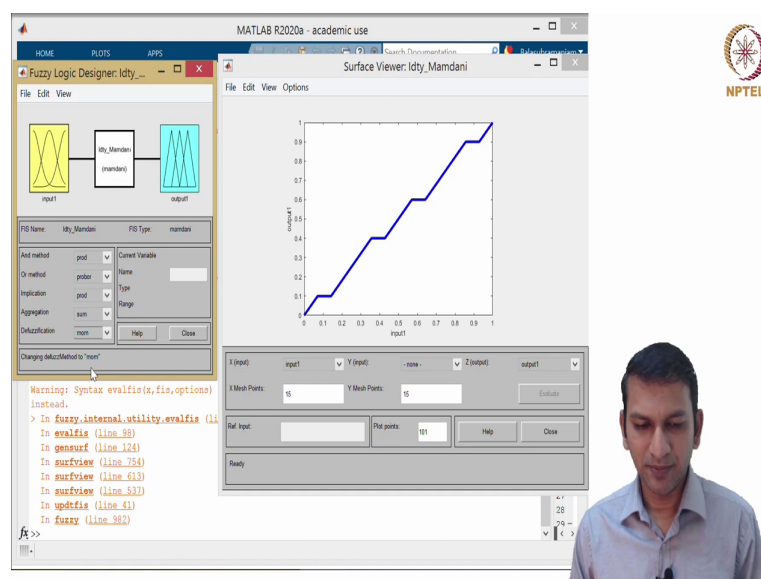 MATLAB R2020a - academic use
HOME PLOTS APPS
Search Documentation
Balasubramaniam
NPTEL
Fuzzy Logic Designer: Idty_...
File Edit View
Idty_Mamdani
(mamdani)
input1
output1
FIS Name: Idty_Mamdani FIS Type: mamdani
And method prod
Or method probor
Implication prod
Aggregation sum
Defuzzification mom
Current Variable
Name
Type
Range
Help Close
Changing defuzzMethod to "mom"
Surface Viewer: Idty_Mamdani
File Edit View Options
1
0.9
0.8
0.7
0.6
0.5
0.4
0.3
0.2
0.1
0
output1
0 0.1 0.2 0.3 0.4 0.5 0.6 0.7 0.8 0.9 1
input1
X (input): input1 Y (input): - none - Z (output): output1
X Mesh Points: 15 Y Mesh Points: 15 Evaluate
Ref. Input: Plot points: 101 Help Close
Ready
Warning: Syntax evalfis(x,fis,options)
instead.
> In fuzzy.internal.utility.evalfis (li
In evalfis (line 98)
In gensurf (line 124)
In surfview (line 754)
In surfview (line 613)
In surfview (line 537)
In updtfis (line 41)
In fuzzy (line 982)
fx >>
28
29